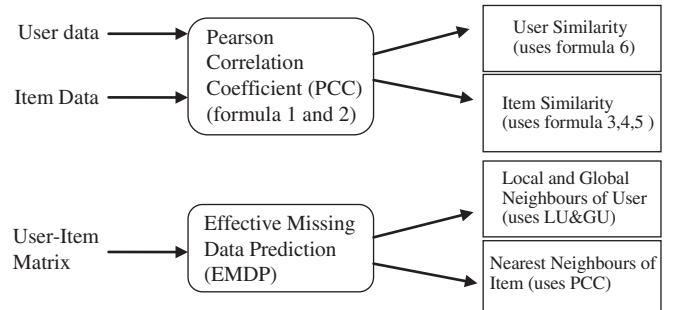 User data
Item Data
Pearson
Correlation
Coefficient (PCC)
(formula 1 and 2)
User Similarity
(uses formula 6)
Item Similarity
(uses formula 3,4,5 )
User-Item
Matrix
Effective Missing
Data Prediction
(EMDP)
Local and Global
Neighbours of User
(uses LU&GU)
Nearest Neighbours of
Item (uses PCC)